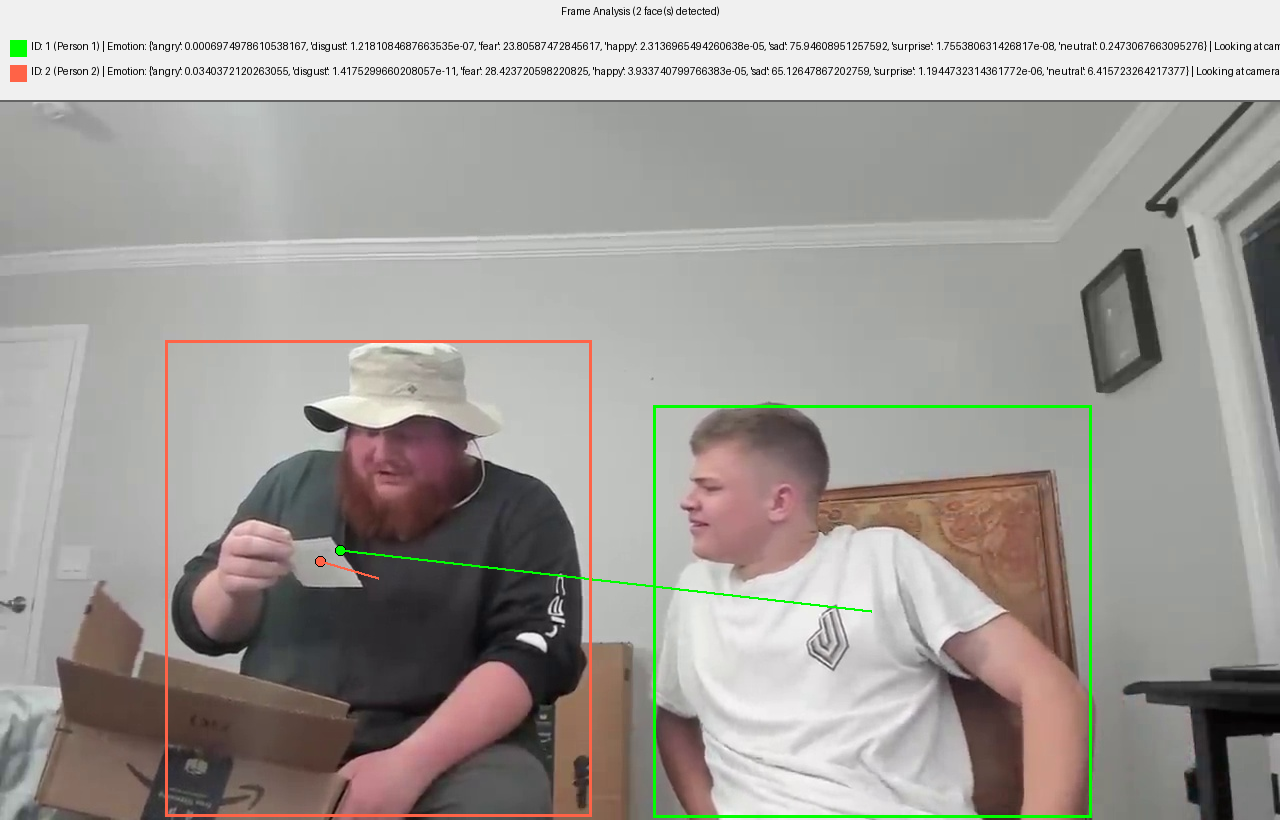 Frame Analysis (2 face(s) detected)
ID: 1 (Person 1) | Emotion: {'angry': 0.0006974978610538167, 'disgust': 1.2181084687663535e-07, 'fear': 23.80587472845617, 'happy': 2.3136965494260638e-05, 'sad': 75.94608951257592, 'surprise': 1.755380631426817e-08, 'neutral': 0.2473067663095276} | Looking at cam
ID: 2 (Person 2) | Emotion: {'angry': 0.0340372120263055, 'disgust': 1.4175299660208057e-11, 'fear': 28.423720598220825, 'happy': 3.933740799766383e-05, 'sad': 65.12647867202759, 'surprise': 1.1944732314361772e-06, 'neutral': 6.415723264217377} | Looking at camera